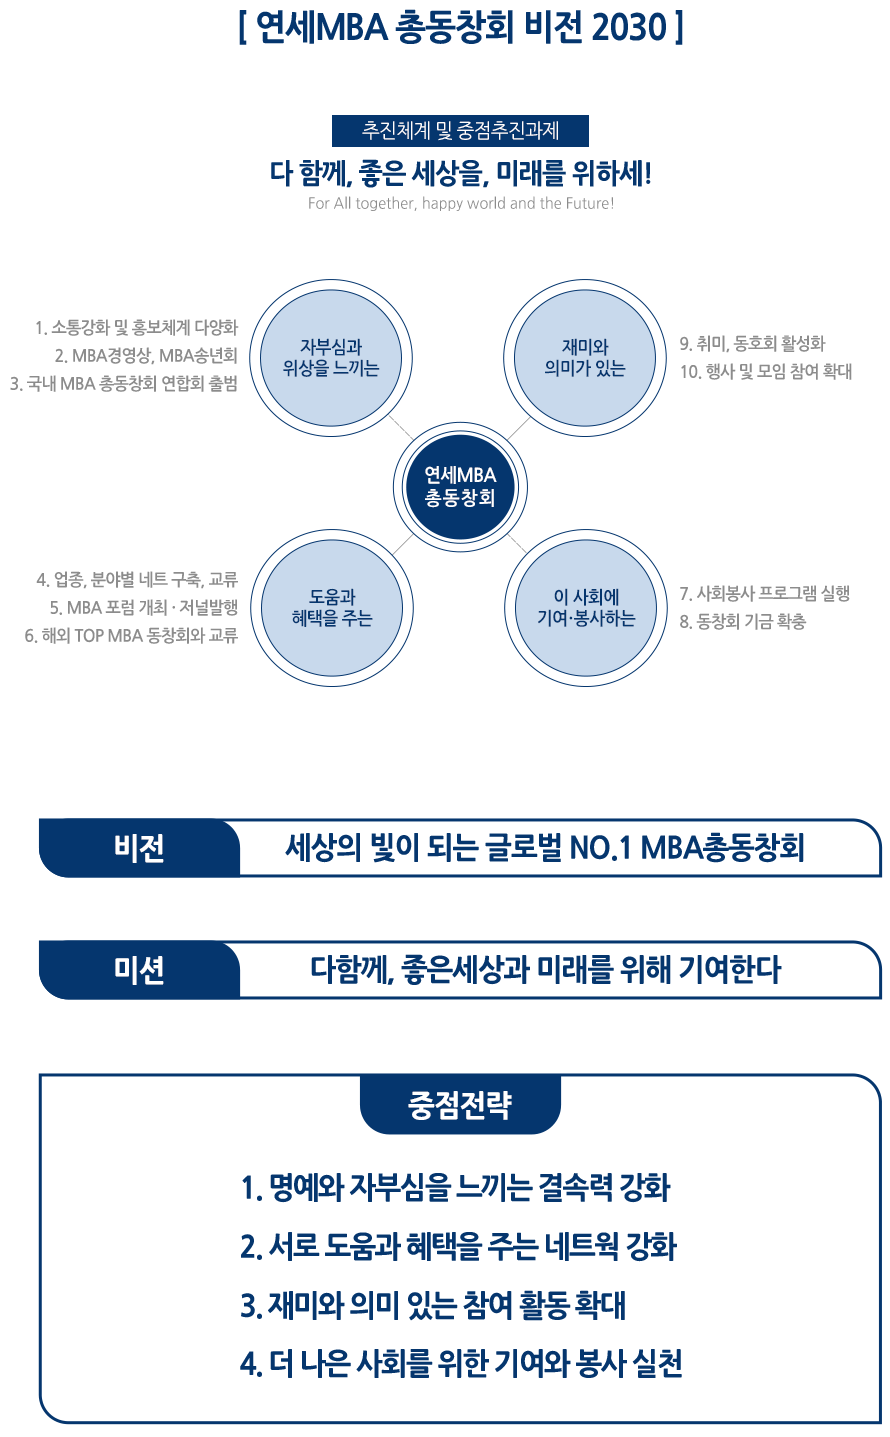 [ 연세MBA 총동창회 비전 2030 ]
추진체계 및 중점추진과제
다 함께, 좋은 세상을, 미래를 위하세!
For All together, happy world and the Future!
1. 소통강화 및 홍보체계 다양화
2. MBA경영상, MBA송년회
3. 국내 MBA 총동창회 연합회 출범
자부심과
위상을 느끼는
재미와
의미가 있는
9. 취미, 동호회 활성화
10. 행사 및 모임 참여 확대
연세MBA
총동창회
4. 업종, 분야별 네트 구축, 교류
5. MBA 포럼 개최 · 저널발행
6. 해외 TOP MBA 동창회와 교류
도움과
혜택을 주는
이 사회에
기여·봉사하는
7. 사회봉사 프로그램 실행
8. 동창회 기금 확충
비전
세상의 빛이 되는 글로벌 NO.1 MBA총동창회
미션
다함께, 좋은세상과 미래를 위해 기여한다
중점전략
1. 명예와 자부심을 느끼는 결속력 강화
2. 서로 도움과 혜택을 주는 네트웍 강화
3. 재미와 의미 있는 참여 활동 확대
4. 더 나은 사회를 위한 기여와 봉사 실천